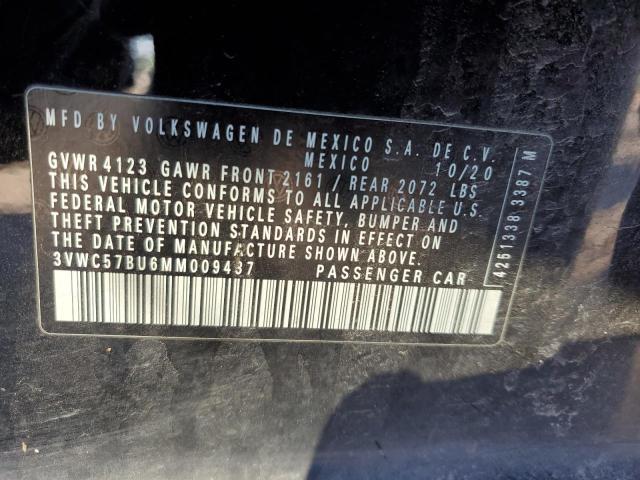 MFD BY VOLKSWAGEN DE MEXICO S.A. DE C.V.
MEXICO 10/20
GVWR 4123 GAWR FRONT 2161 / REAR 2072 LBS
THIS VEHICLE CONFORMS TO ALL APPLICABLE U.S.
FEDERAL MOTOR VEHICLE SAFETY, BUMPER AND
THEFT PREVENTION STANDARDS IN EFFECT ON
THE DATE OF MANUFACTURE SHOWN ABOVE.
3VWC57BU6MM009437 PASSENGER CAR
4251338 3387 M